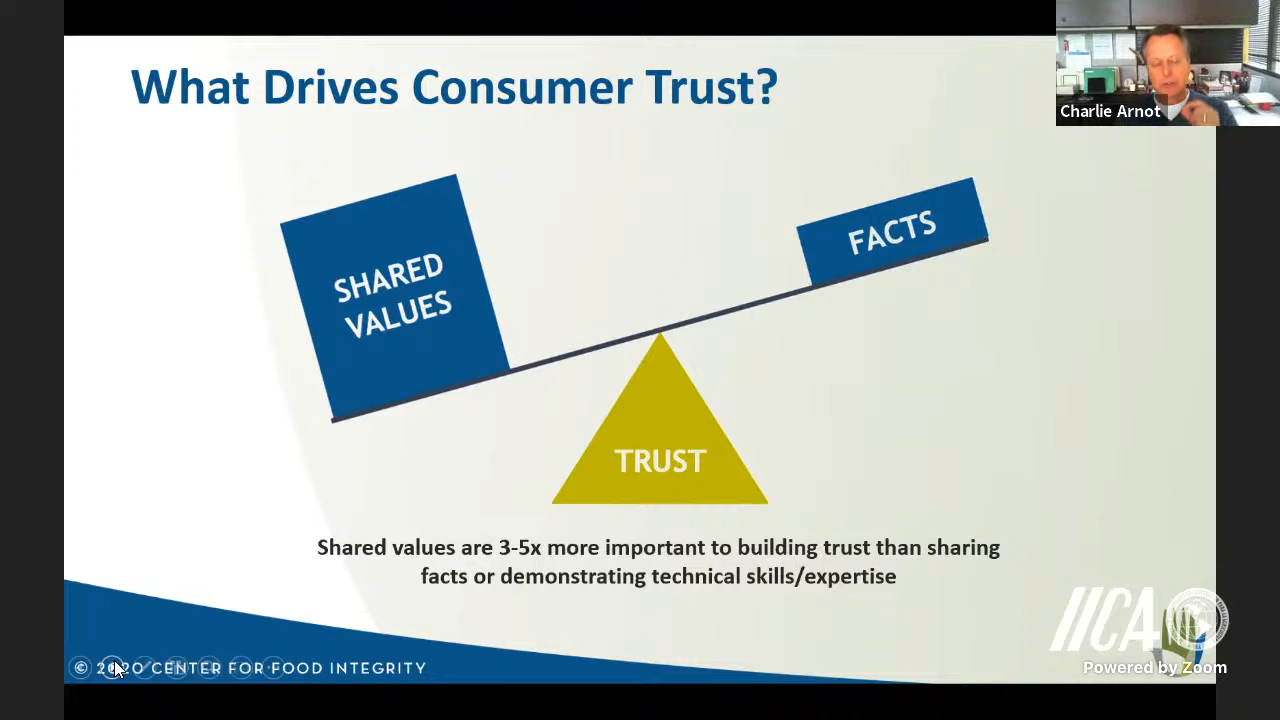 What Drives Consumer Trust?
Charlie Arnot
SHARED
VALUES
FACTS
TRUST
Shared values are 3-5x more important to building trust than sharing
facts or demonstrating technical skills/expertise
© 2020 CENTER FOR FOOD INTEGRITY
IICA
Powered by Zoom